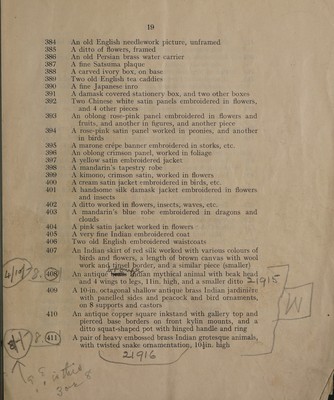 19
384 An old English needlework picture, unframed
385 A ditto of flowers, framed
386 An old Persian brass water carrier
387 A fine Satsuma plaque
388 A carved ivory box, on base
389 Two old English tea caddies
390 A fine Japanese inro
391 A damask covered stationery box, and two other boxes
392 Two Chinese white satin panels embroidered in flowers,
and 4 other pieces
393 An oblong rose-pink panel embroidered in flowers and
fruits, and another in figures, and another piece
394 A rose-pink satin panel worked in peonies, and another
in birds
395 A marone crêpe banner embroidered in storks, etc.
396 An oblong crimson panel, worked in foliage
397 A yellow satin embroidered jacket
398 A mandarin's tapestry robe
399 A kimono, crimson satin, worked in flowers
400 A cream satin jacket embroidered in birds, etc.
401 A handsome silk damask jacket embroidered in flowers
and insects
402 A ditto worked in flowers, insects, waves, etc.
403 A mandarin's blue robe embroidered in dragons and
clouds
404 A pink satin jacket worked in flowers
405 A very fine Indian embroidered coat
406 Two old English embroidered waistcoats
407 An Indian skirt of red silk worked with various colours of
birds and flowers, a length of brown canvas with wool
work and tinsel border, and a similar piece (smaller)
408 An antique Indian mythical animal with beak head
and 4 wings to legs, 11in. high, and a smaller ditto 21915
409 A 10-in. octagonal shallow antique brass Indian jardiniere
with panelled sides and peacock and bird ornaments,
on 8 supports and castors
W
410 An antique copper square inkstand with gallery top and
pierced base borders on front kylin mounts, and a
ditto squat-shaped pot with hinged handle and ring
411 A pair of heavy embossed brass Indian grotesque animals,
with twisted snake ornamentation, 10½in. high
21916